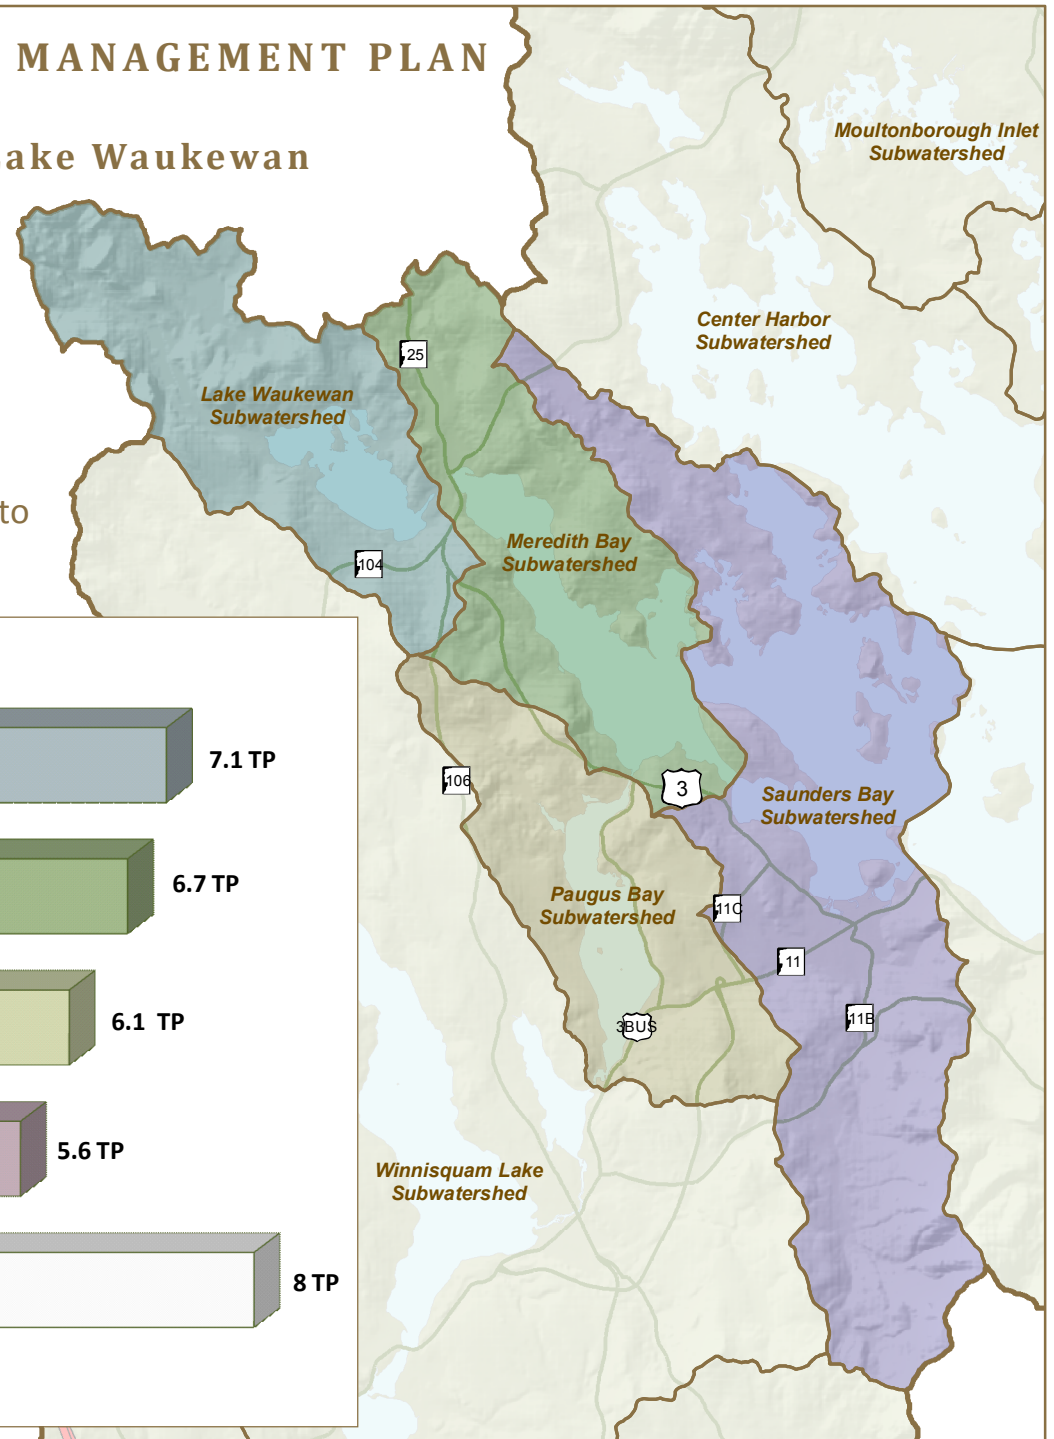 MANAGEMENT PLAN
Lake Waukewan
Moultonborough Inlet
Subwatershed
Center Harbor
Subwatershed
25
Lake Waukewan
Subwatershed
to
Meredith Bay
Subwatershed
104
7.1 TP
106
3
Saunders Bay
Subwatershed
6.7 TP
Paugus Bay
Subwatershed
11C
11
6.1 TP
3BUS
11B
5.6 TP
Winnisquam Lake
Subwatershed
8 TP